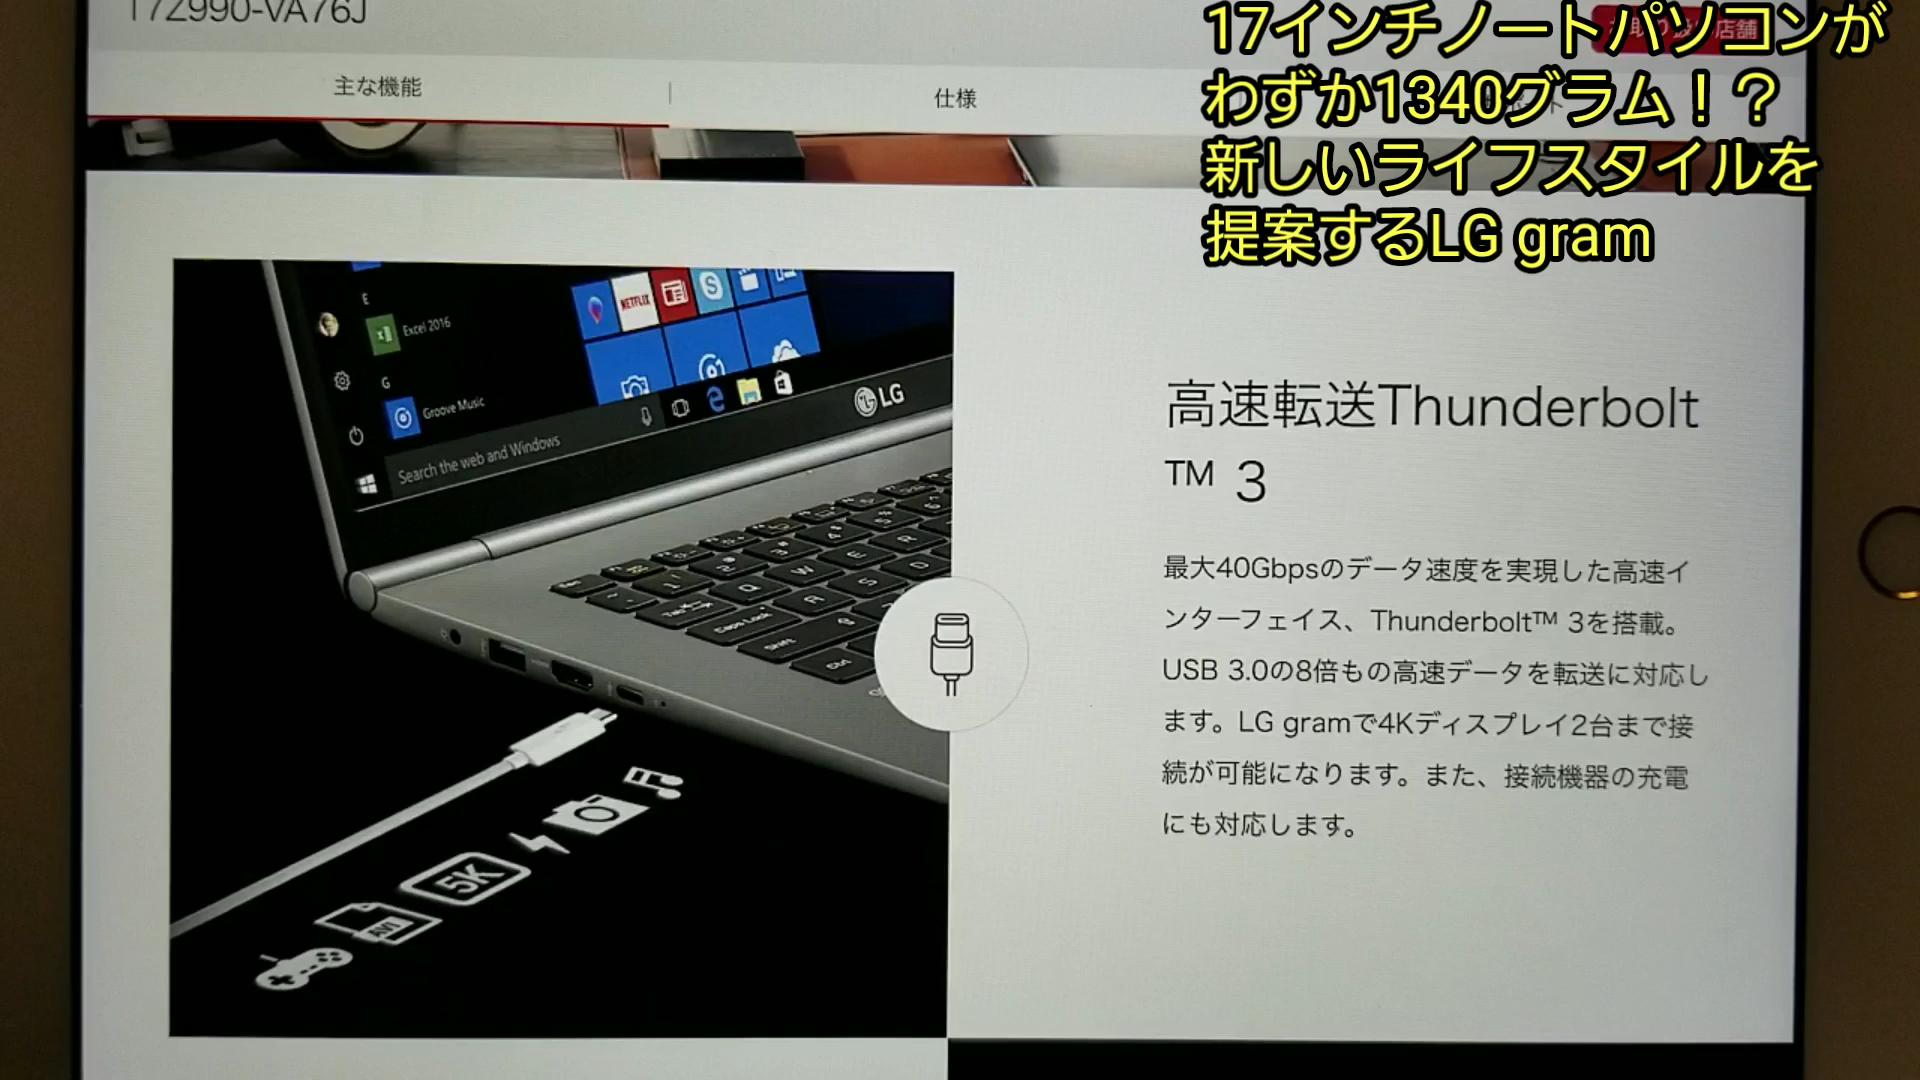 17Z990-VA76J
17インチノートパソコンが
わずか1340グラム！？
新しいライフスタイルを
提案するLG gram
主な機能
仕様
E
Excel 2016
G
Groove Music
Search the web and Windows
NETFLIX
LG
高速転送Thunderbolt
™ 3
最大40Gbpsのデータ速度を実現した高速イ
ンターフェイス、Thunderbolt™ 3を搭載。
USB 3.0の8倍もの高速データを転送に対応し
ます。LG gramで4Kディスプレイ2台まで接
続が可能になります。また、接続機器の充電
にも対応します。
5K
AVI